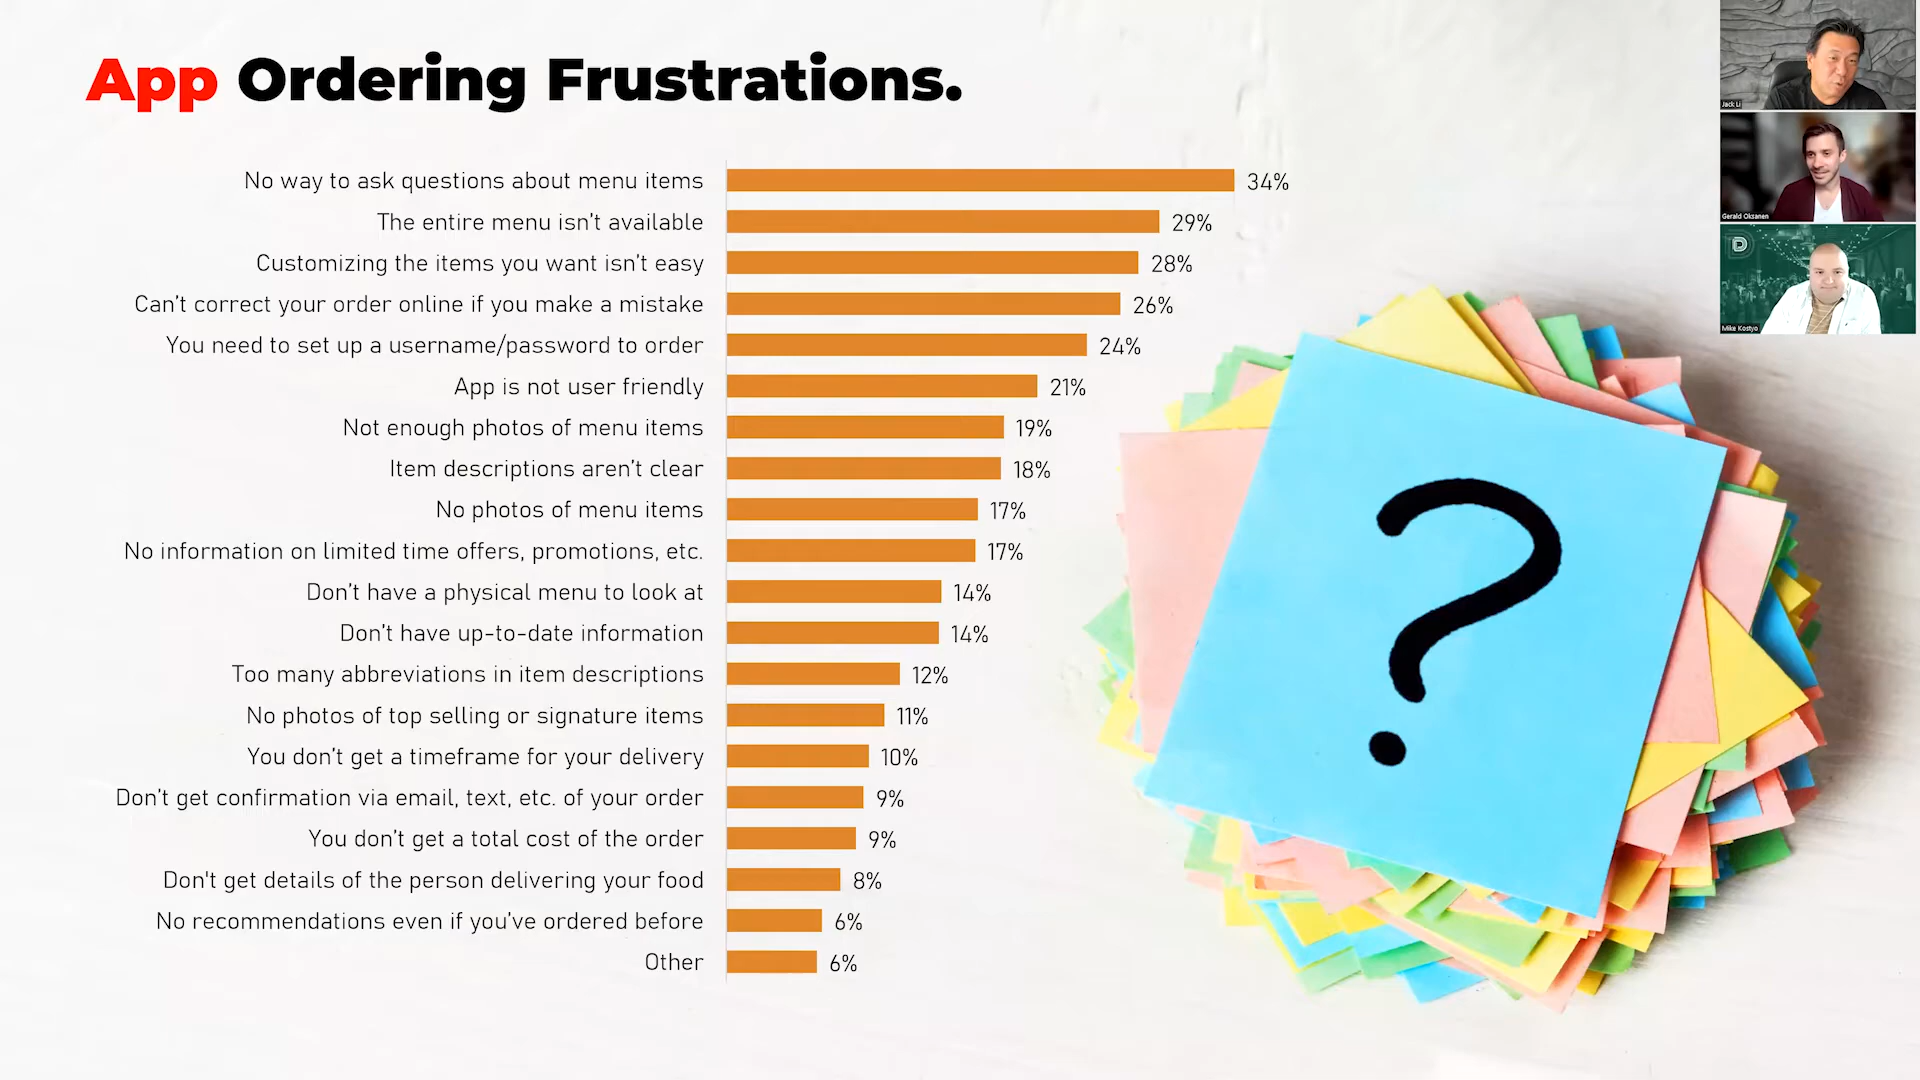 App Ordering Frustrations.
No way to ask questions about menu items 34%
The entire menu isn’t available 29%
Customizing the items you want isn’t easy 28%
Can’t correct your order online if you make a mistake 26%
You need to set up a username/password to order 24%
App is not user friendly 21%
Not enough photos of menu items 19%
Item descriptions aren’t clear 18%
No photos of menu items 17%
No information on limited time offers, promotions, etc. 17%
Don’t have a physical menu to look at 14%
Don’t have up-to-date information 14%
Too many abbreviations in item descriptions 12%
No photos of top selling or signature items 11%
You don’t get a timeframe for your delivery 10%
Don’t get confirmation via email, text, etc. of your order 9%
You don’t get a total cost of the order 9%
Don't get details of the person delivering your food 8%
No recommendations even if you’ve ordered before 6%
Other 6%
?
Jack Li
Gerald Oksanen
D
Mike Kostyo